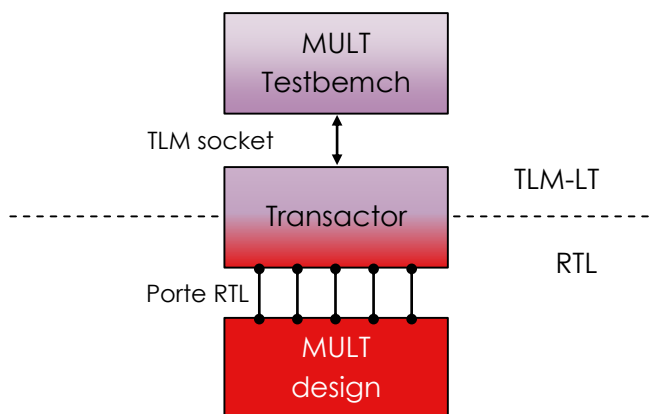 MULT
Testbemch
TLM socket
TLM-LT
Transactor
RTL
Porte RTL
MULT
design